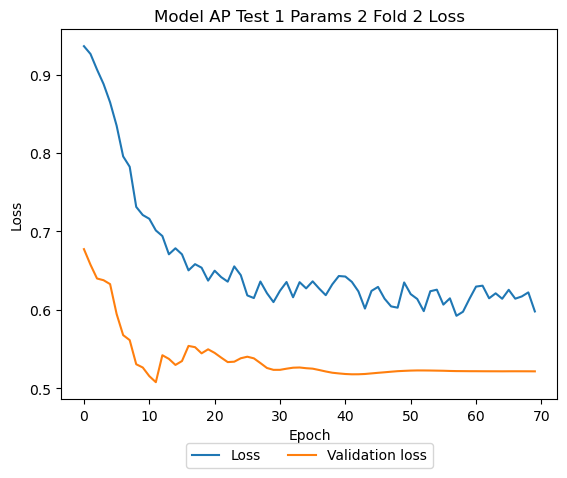 Model AP Test 1 Params 2 Fold 2 Loss
Loss
0.9
0.8
0.7
0.6
0.5
0 10 20 30 40 50 60 70
Epoch
Loss Validation loss